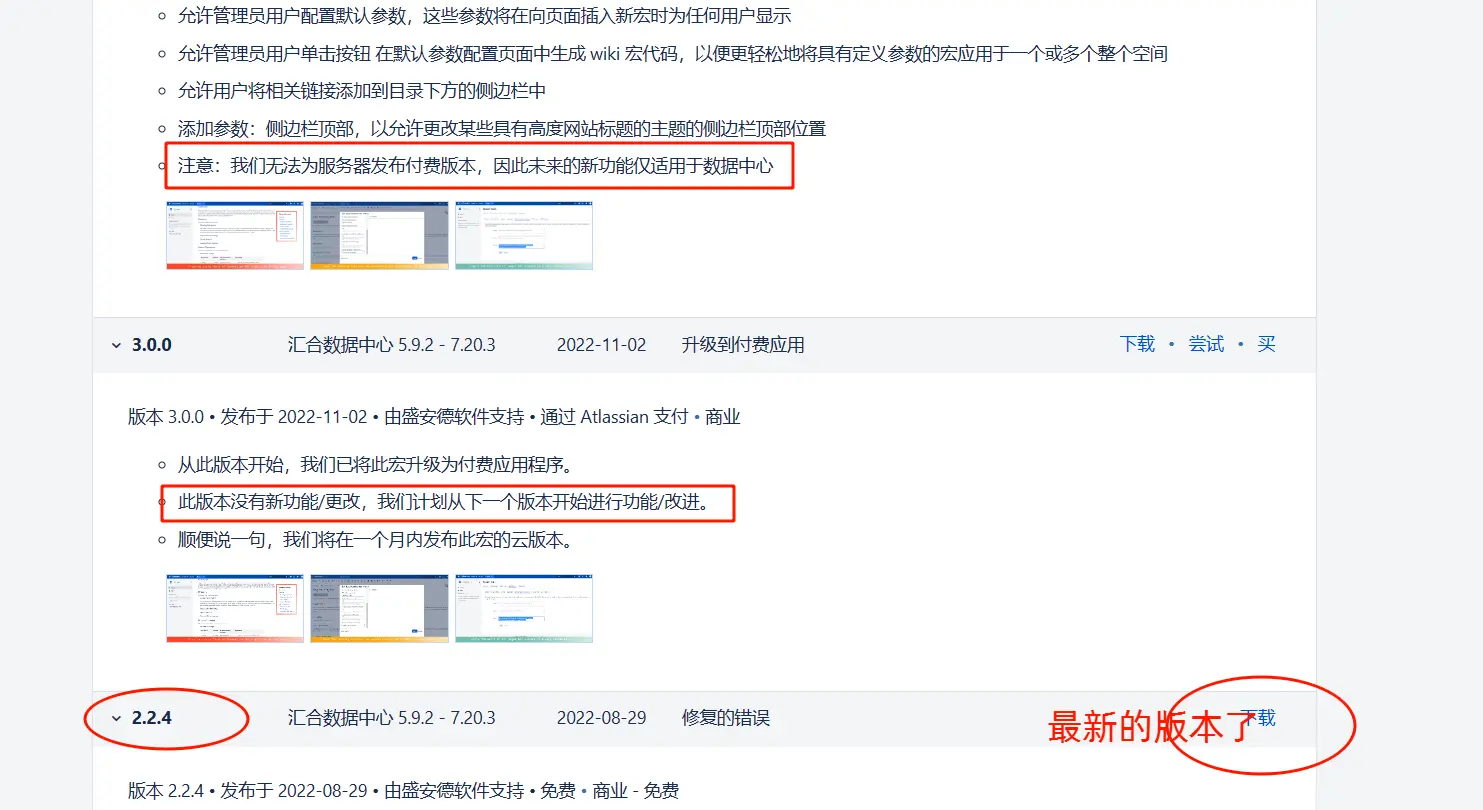 允许管理员用户配置默认参数，这些参数将在向页面插入新宏时为任何用户显示
允许管理员用户单击按钮 在默认参数配置页面中生成 wiki 宏代码，以便更轻松地将具有定义参数的宏应用于一个或多个整个空间
允许用户将相关链接添加到目录下方的侧边栏中
添加参数：侧边栏顶部，以允许更改某些具有高度网站标题的主题的侧边栏顶部位置
注意：我们无法为服务器发布付费版本，因此未来的新功能仅适用于数据中心
3.0.0 汇合数据中心 5.9.2 - 7.20.3 2022-11-02 升级到付费应用 下载 • 尝试 • 买
版本 3.0.0 • 发布于 2022-11-02 • 由盛安德软件支持 • 通过 Atlassian 支付 • 商业
从此版本开始，我们已将此宏升级为付费应用程序。
此版本没有新功能/更改，我们计划从下一个版本开始进行功能/改进。
顺便说一句，我们将在一个月内发布此宏的云版本。
2.2.4 汇合数据中心 5.9.2 - 7.20.3 2022-08-29 修复的错误 下载
最新的版本了
版本 2.2.4 • 发布于 2022-08-29 • 由盛安德软件支持 • 免费 • 商业 - 免费